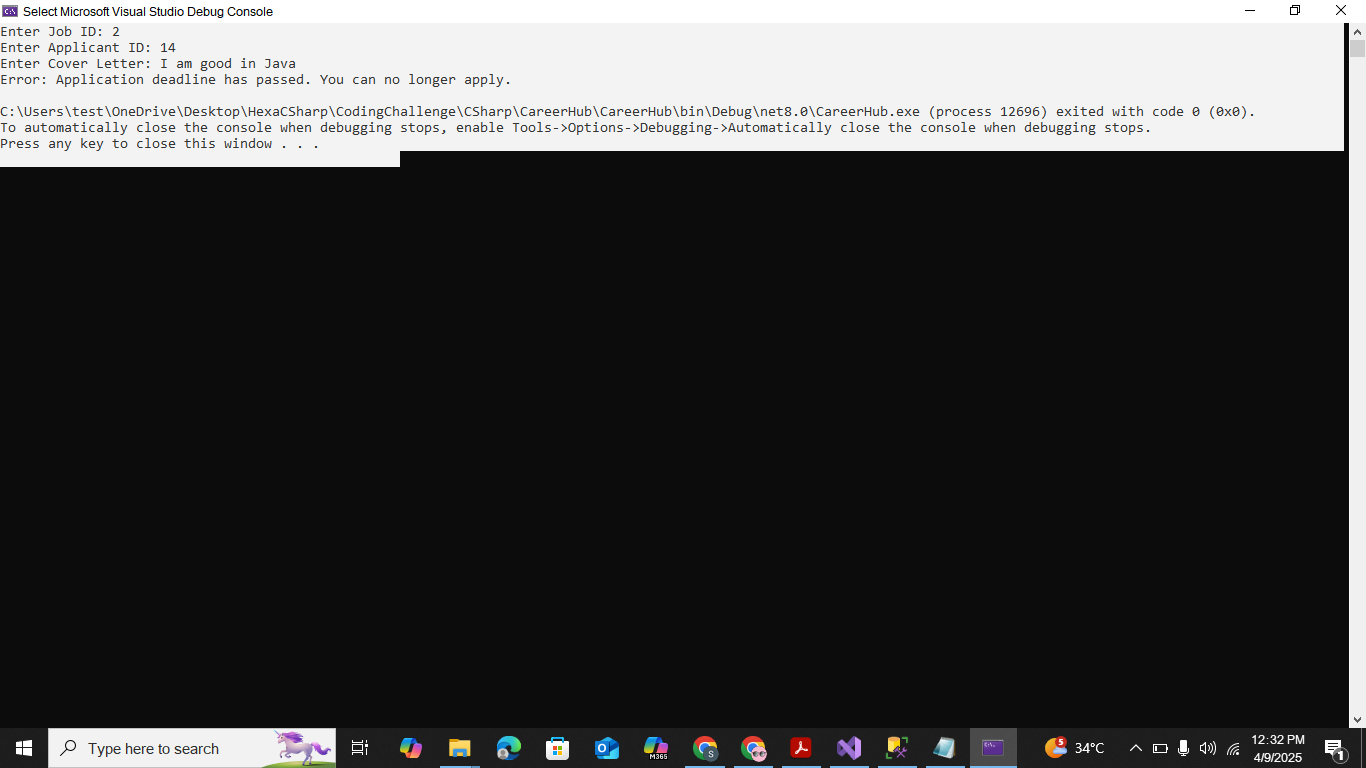 Select Microsoft Visual Studio Debug Console
Enter Job ID: 2
Enter Applicant ID: 14
Enter Cover Letter: I am good in Java
Error: Application deadline has passed. You can no longer apply.
C:\Users\test\OneDrive\Desktop\HexaCSharp\CodingChallenge\CSharp\CareerHub\CareerHub\bin\Debug\net8.0\CareerHub.exe (process 12696) exited with code 0 (0x0).
To automatically close the console when debugging stops, enable Tools->Options->Debugging->Automatically close the console when debugging stops.
Press any key to close this window . . .
Type here to search
M365
S
5
34°C
12:32 PM
4/9/2025
1